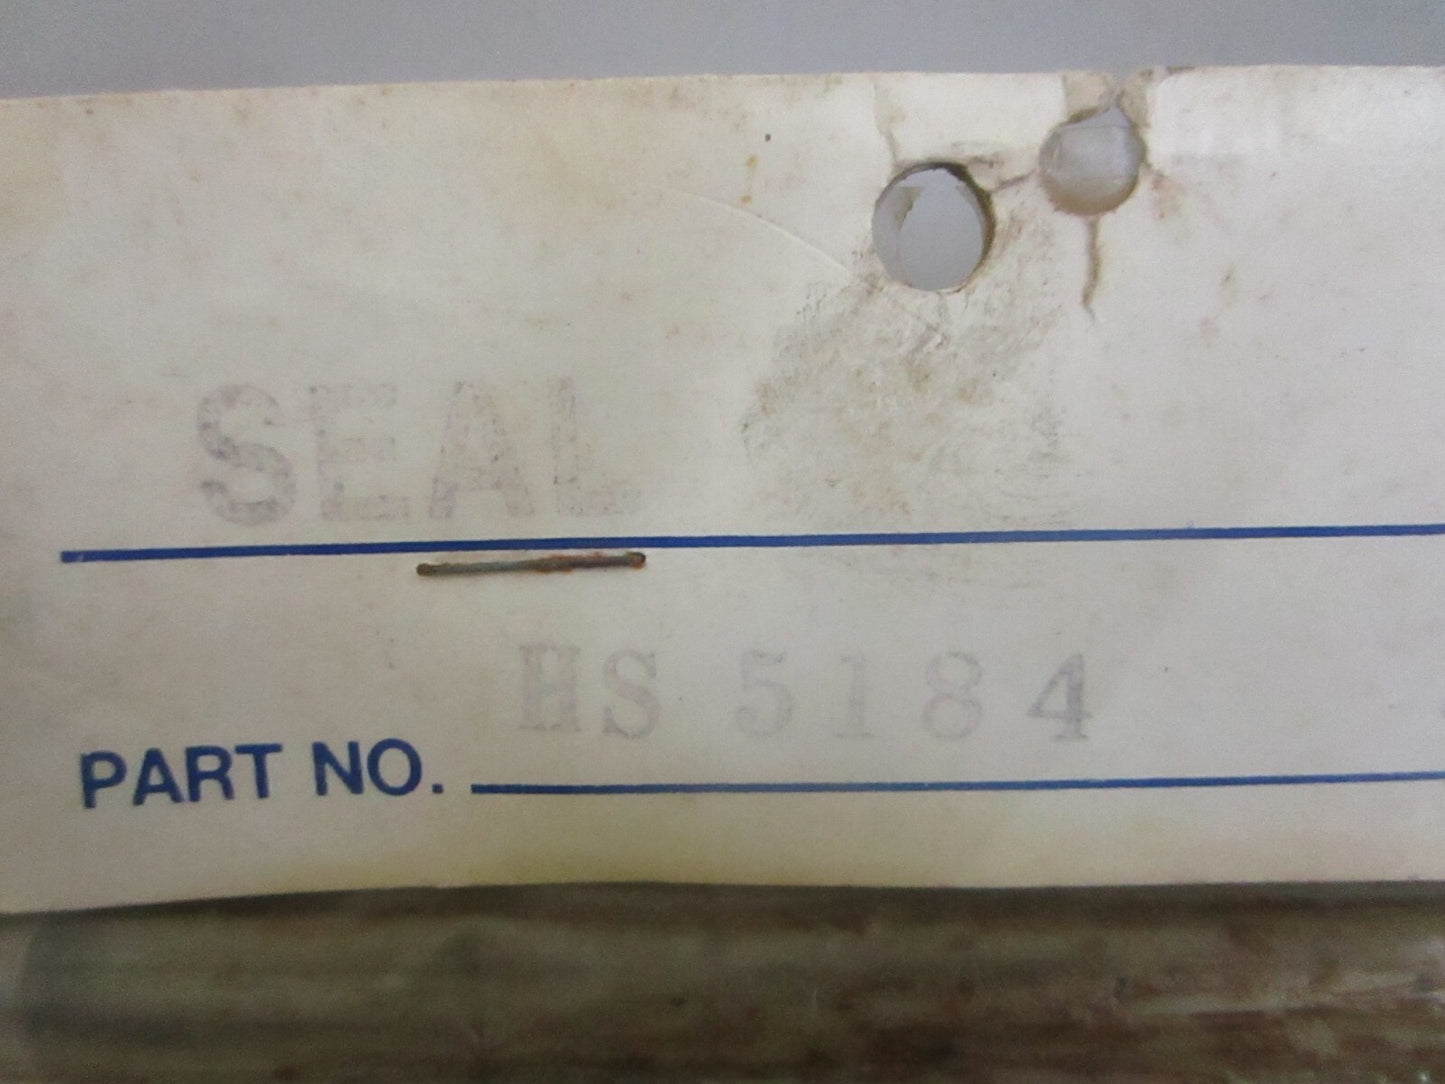 SEAL
HS 5184
PART NO.